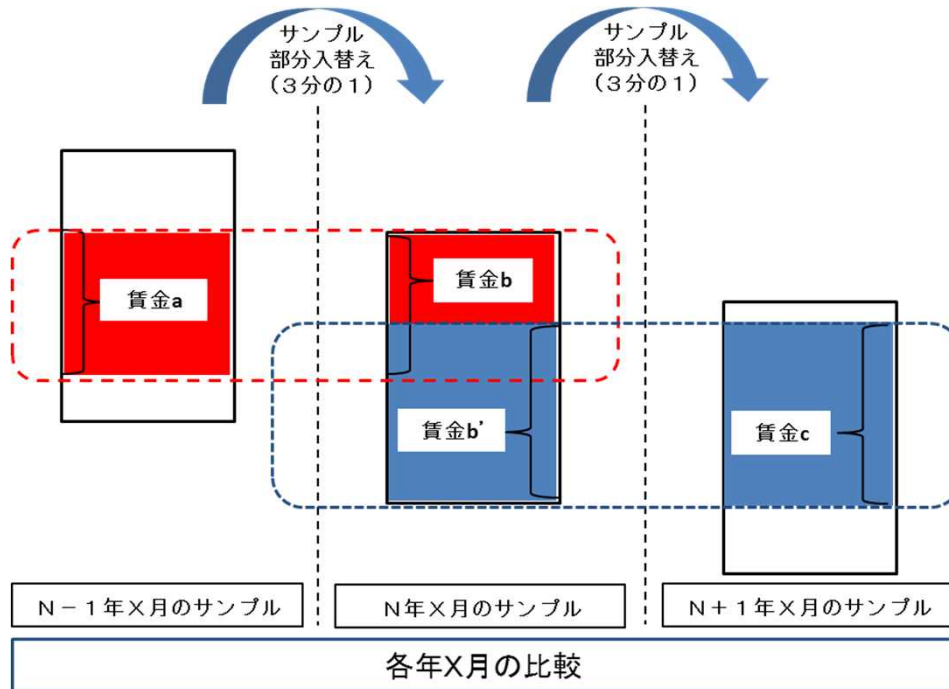 サンプル
部分入替え
（３分の１）
サンプル
部分入替え
（３分の１）
賃金a
賃金b
賃金b’
賃金c
Ｎ－１年Ｘ月のサンプル
Ｎ年Ｘ月のサンプル
Ｎ＋１年Ｘ月のサンプル
各年X月の比較